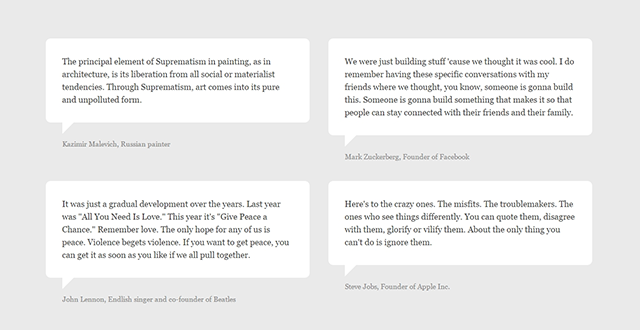 The principal element of Suprematism in painting, as in
architecture, is its liberation from all social or materialist
tendencies. Through Suprematism, art comes into its pure
and unpolluted form.
Kazimir Malevich, Russian painter
We were just building stuff 'cause we thought it was cool. I do
remember having these specific conversations with my
friends where we thought, you know, someone is gonna build
this. Someone is gonna build something that makes it so that
people can stay connected with their friends and their family.
Mark Zuckerberg, Founder of Facebook
It was just a gradual development over the years. Last year
was "All You Need Is Love." This year it's "Give Peace a
Chance." Remember love. The only hope for any of us is
peace. Violence begets violence. If you want to get peace, you
can get it as soon as you like if we all pull together.
John Lennon, Endlish singer and co-founder of Beatles
Here's to the crazy ones. The misfits. The troublemakers. The
ones who see things differently. You can quote them, disagree
with them, glorify or vilify them. About the only thing you
can't do is ignore them.
Steve Jobs, Founder of Apple Inc.